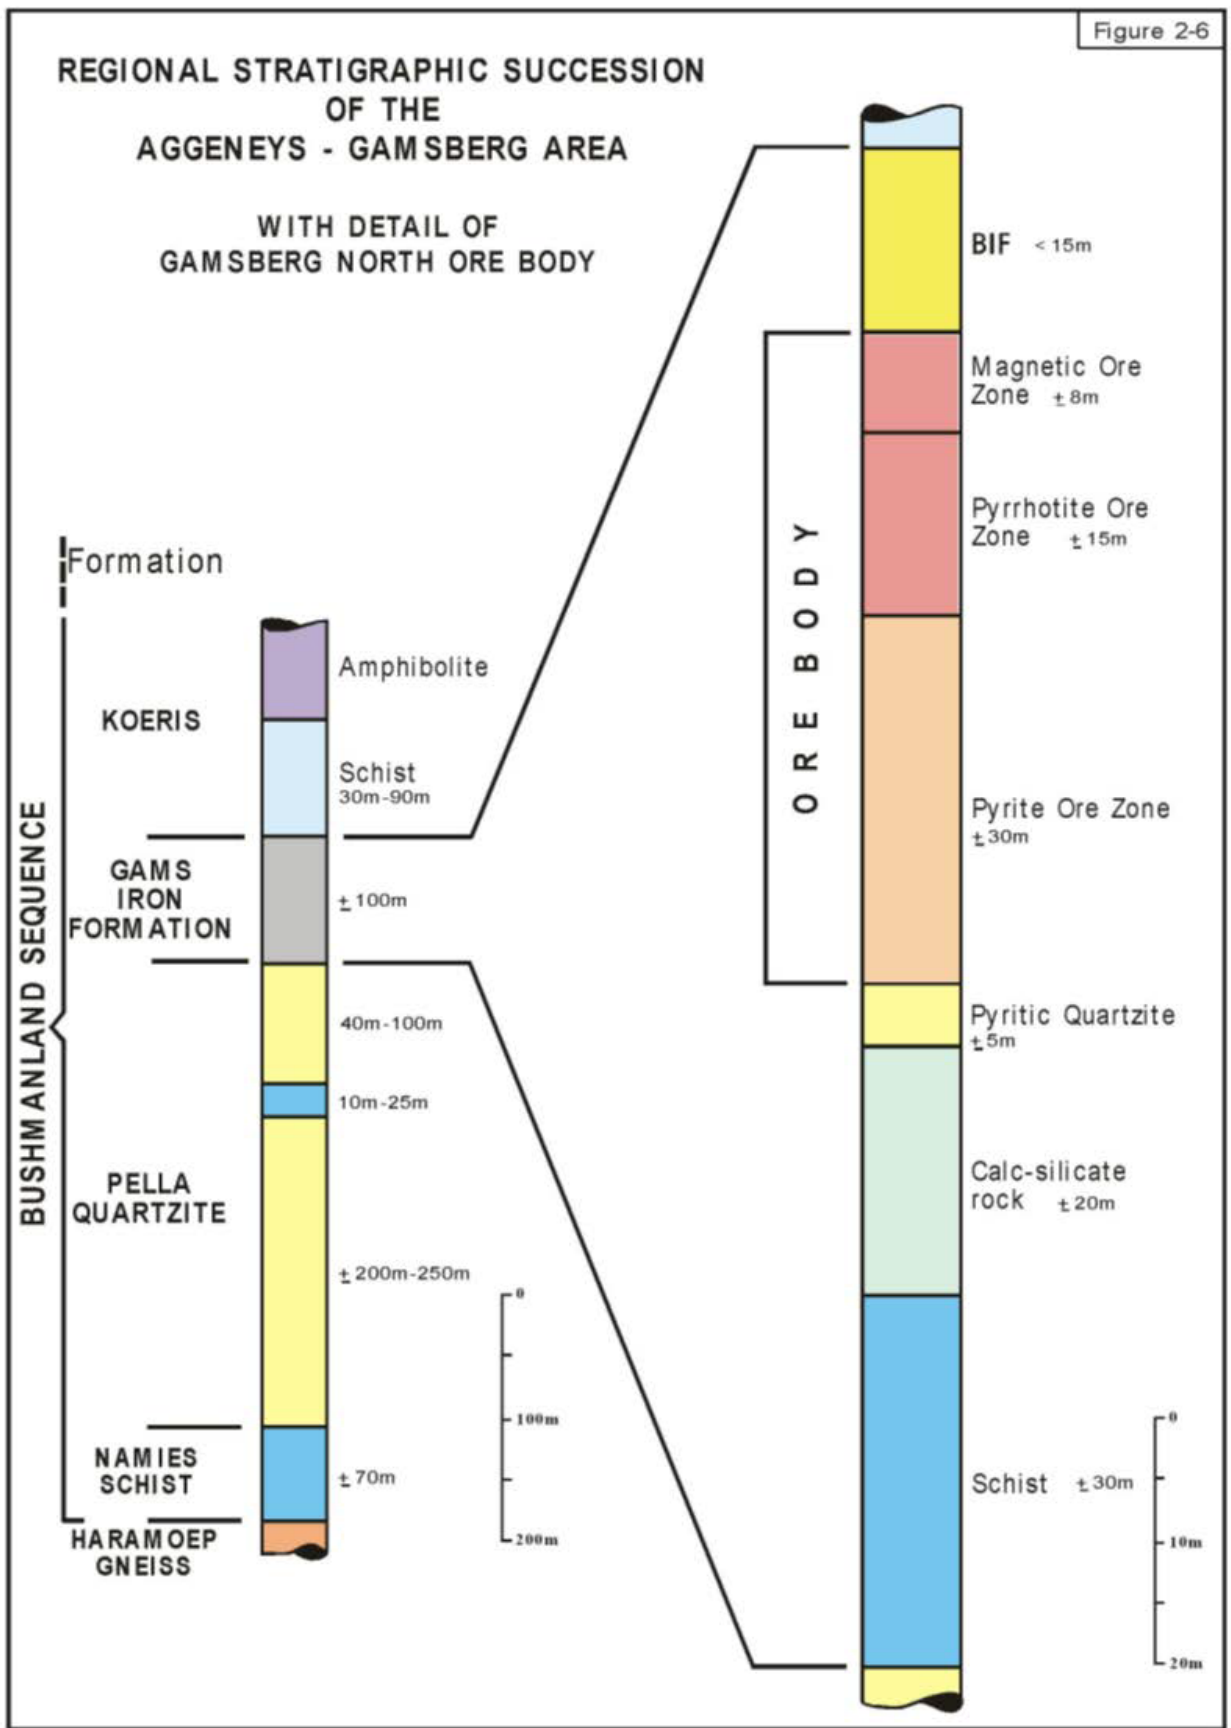 Figure 2-6
REGIONAL STRATIGRAPHIC SUCCESSION
OF THE
AGGENEYS - GAMSBERG AREA
WITH DETAIL OF
GAMSBERG NORTH ORE BODY
Formation
BUSHMANLAND SEQUENCE
KOERIS
GAMS
IRON
FORMATION
PELLA
QUARTZITE
NAMIES
SCHIST
HARAMOEP
GNEISS
Amphibolite
Schist
30m-90m
± 100m
40m-100m
10m-25m
± 200m-250m
± 70m
0
100m
200m
ORE BODY
BIF < 15m
Magnetic Ore
Zone ± 8m
Pyrrhotite Ore
Zone ± 15m
Pyrite Ore Zone
± 30m
Pyritic Quartzite
± 5m
Calc-silicate
rock ± 20m
Schist ± 30m
0
10m
20m